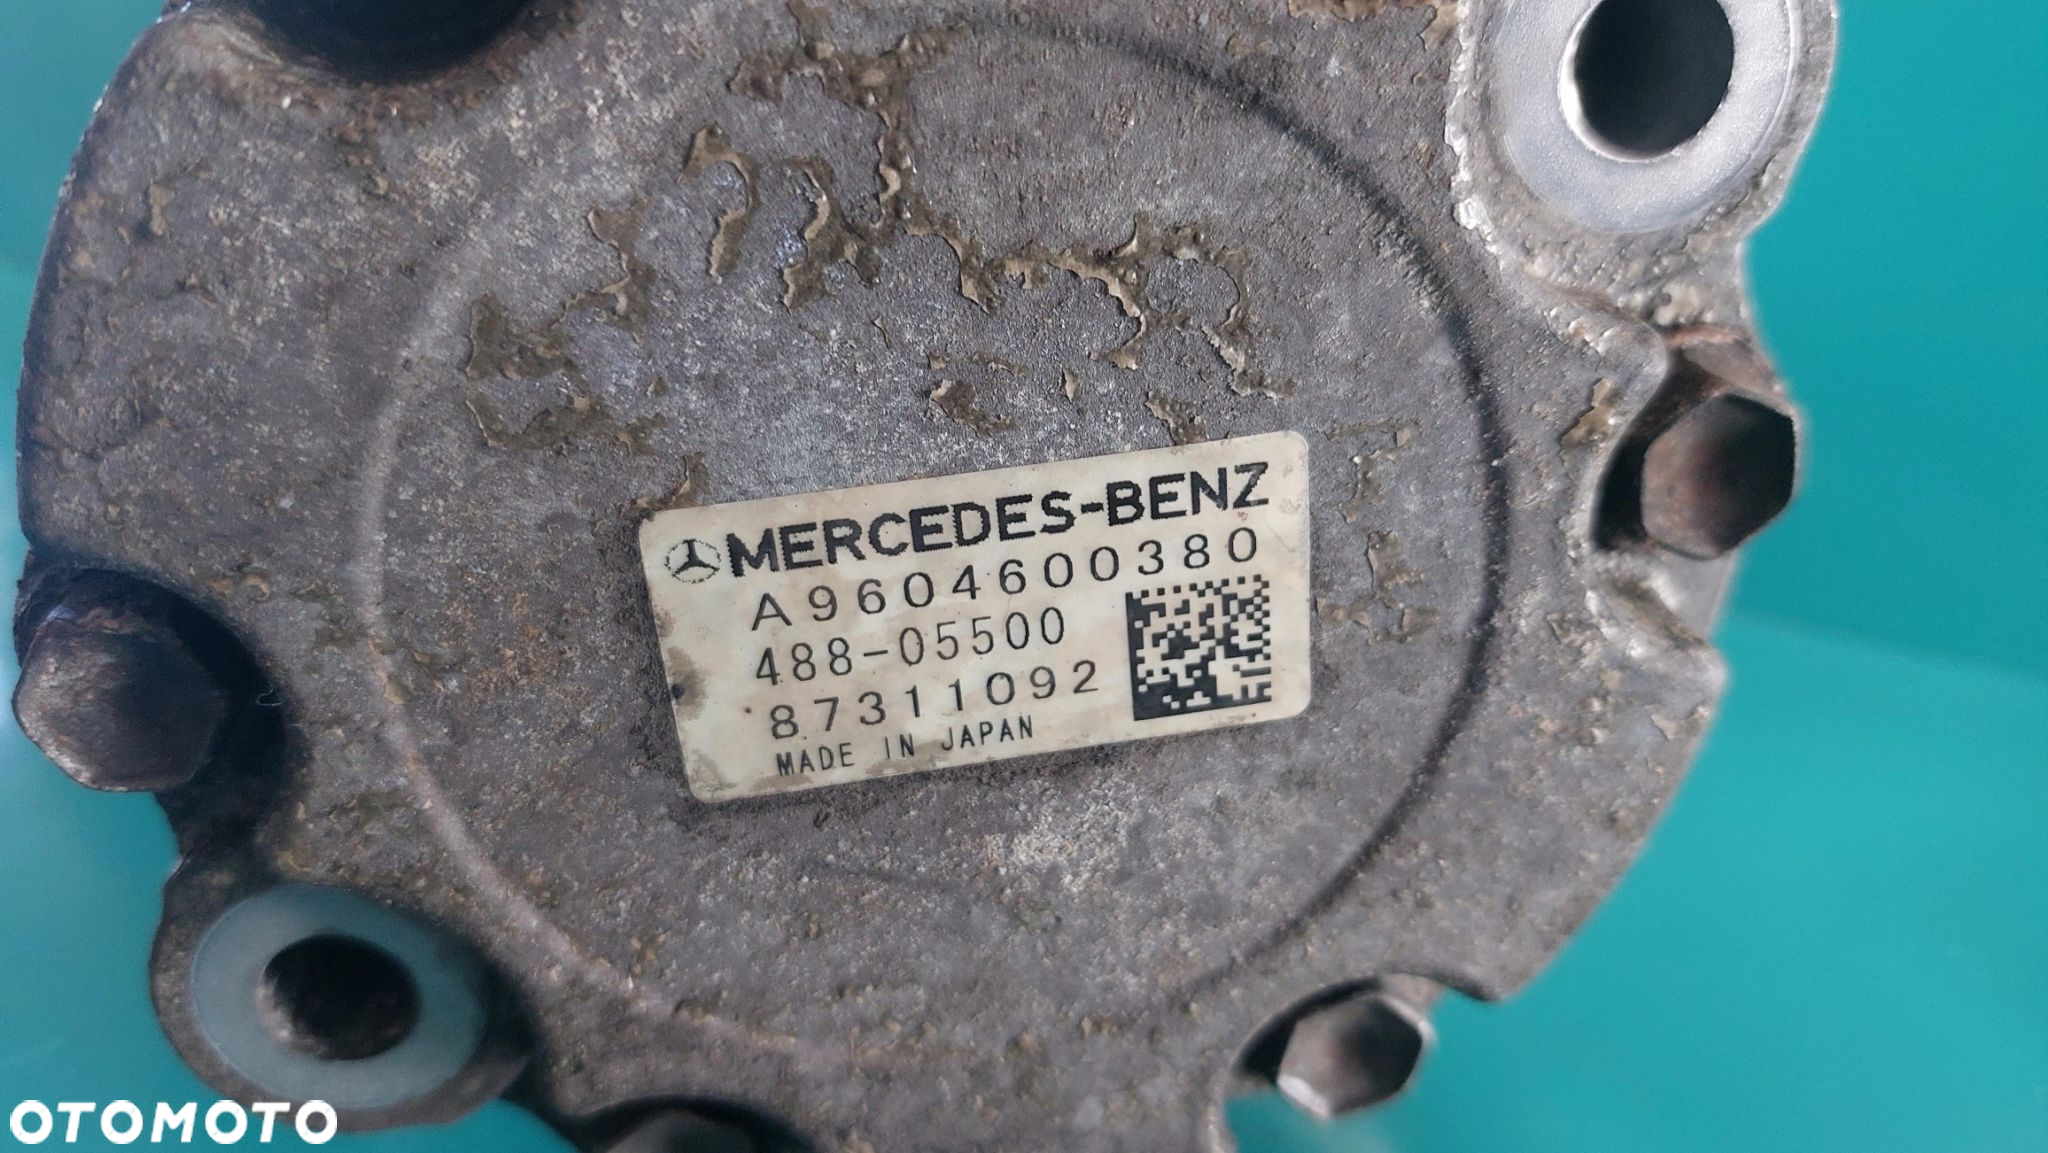 MERCEDES-BENZ
A9604600380
488-05500
87311092
MADE IN JAPAN
OTOMOTO